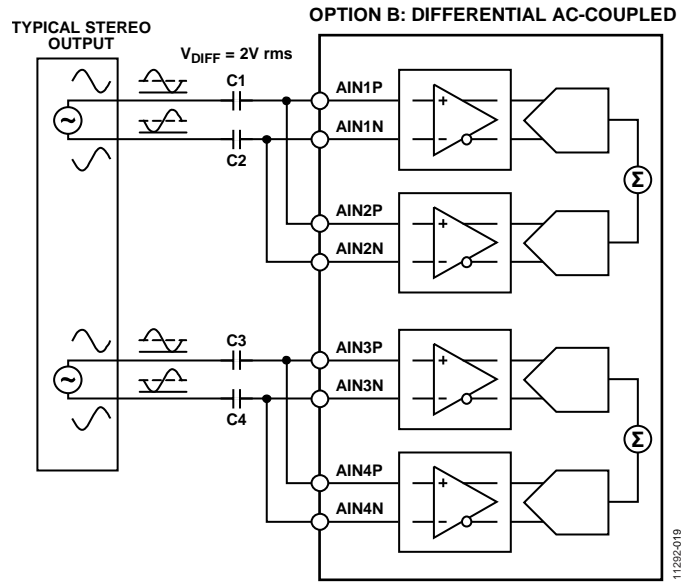 OPTION B: DIFFERENTIAL AC-COUPLED
TYPICAL STEREO
OUTPUT
VDIFF = 2V rms
C1
C2
AIN1P
AIN1N
AIN2P
AIN2N
Σ
C3
C4
AIN3P
AIN3N
AIN4P
AIN4N
Σ
11292-019